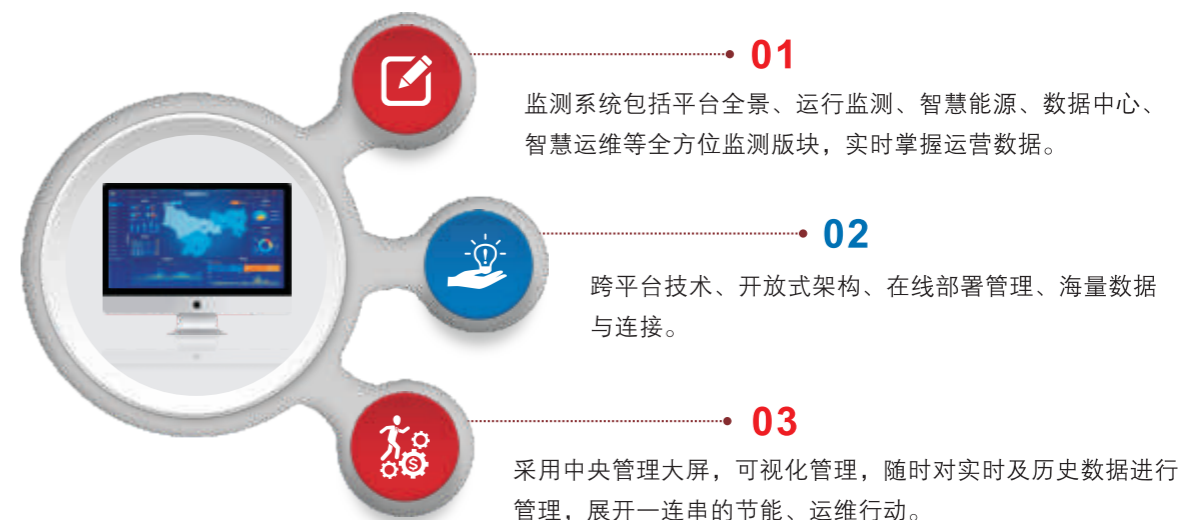 01
监测系统包括平台全景、运行监测、智慧能源、数据中心、
智慧运维等全方位监测版块，实时掌握运营数据。
02
跨平台技术、开放式架构、在线部署管理、海量数据
与连接。
03
采用中央管理大屏，可视化管理，随时对实时及历史数据进行
管理，展开一连串的节能、运维行动。